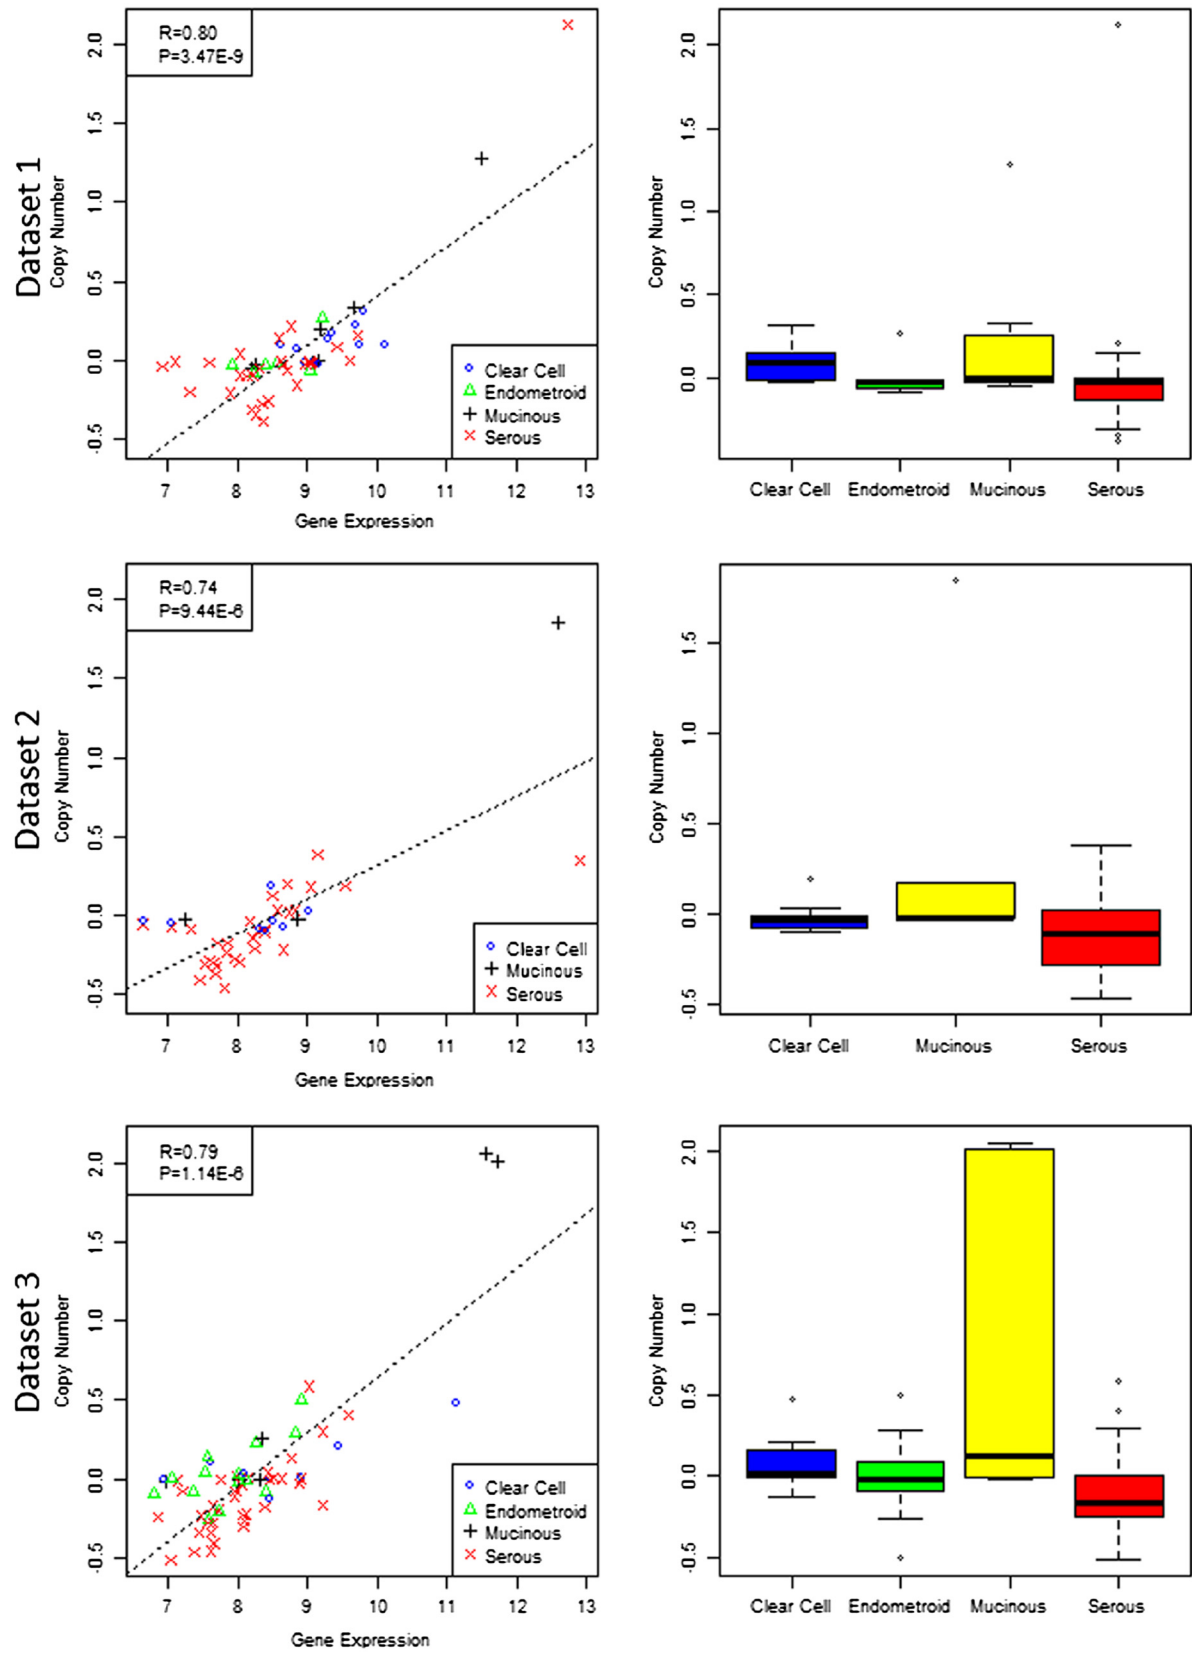 Dataset 1
Copy Number
2.0
1.5
1.0
0.5
0.0
-0.5
R=0.80
P=3.47E-9
Clear Cell
Endometroid
Mucinous
Serous
7 8 9 10 11 12 13
Gene Expression
Copy Number
2.0
1.5
1.0
0.5
0.0
Clear Cell Endometroid Mucinous Serous
Dataset 2
Copy Number
2.0
1.5
1.0
0.5
0.0
-0.5
R=0.74
P=9.44E-6
Clear Cell
Mucinous
Serous
7 8 9 10 11 12 13
Gene Expression
Copy Number
1.5
1.0
0.5
0.0
-0.5
Clear Cell Mucinous Serous
Dataset 3
Copy Number
2.0
1.5
1.0
0.5
0.0
-0.5
R=0.79
P=1.14E-6
Clear Cell
Endometroid
Mucinous
Serous
7 8 9 10 11 12 13
Gene Expression
Copy Number
2.0
1.5
1.0
0.5
0.0
-0.5
Clear Cell Endometroid Mucinous Serous